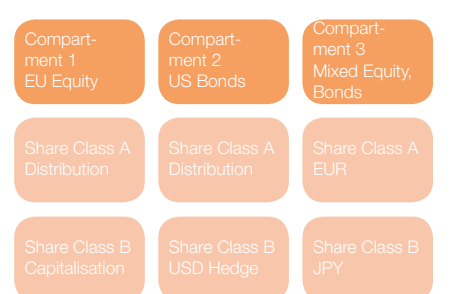 Compart-
ment 1
EU Equity
Compart-
ment 2
US Bonds
Compart-
ment 3
Mixed Equity,
Bonds
Share Class A
Distribution
Share Class A
Distribution
Share Class A
EUR
Share Class B
Capitalisation
Share Class B
USD Hedge
Share Class B
JPY